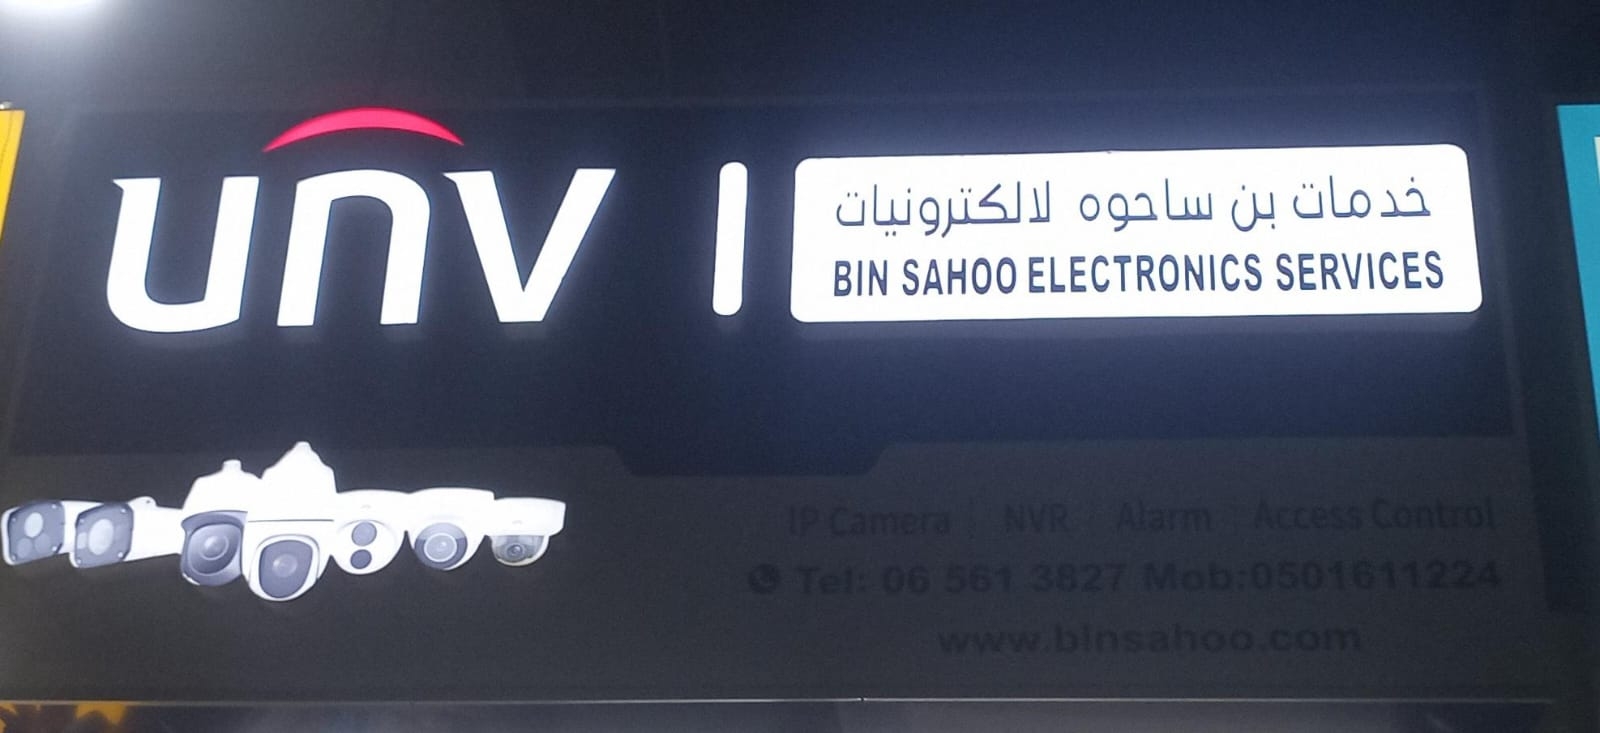 unv
خدمات بن ساحوه لالكترونيات
BIN SAHOO ELECTRONICS SERVICES
IP Camera | NVR Alarm Access Control
Tel: 06 561 3827 Mob:0501611224
www.binsahoo.com